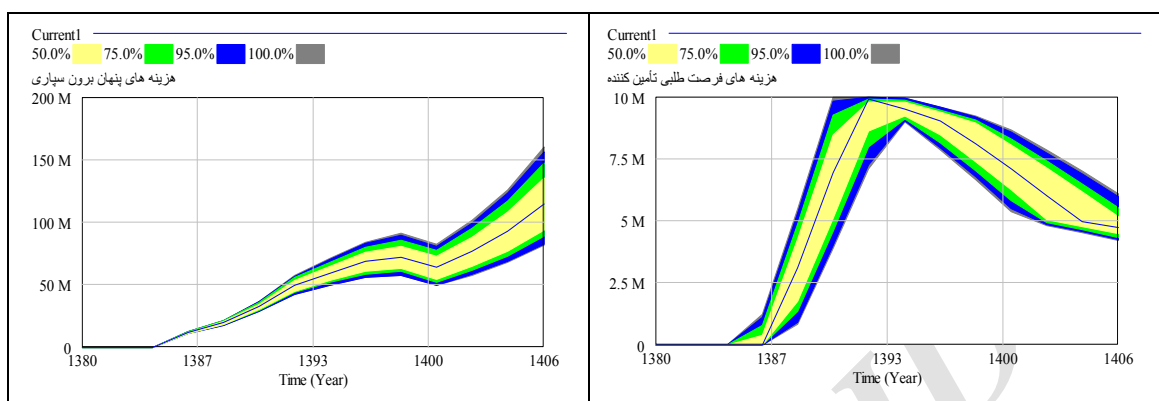 Current1
50.0% 75.0% 95.0% 100.0%
هزینه های پنهان برون سپاری
200 M
150 M
100 M
50 M
0
1380 1387 1393 1400 1406
Time (Year)
Current1
50.0% 75.0% 95.0% 100.0%
هزینه های فرصت طلبی تأمین کننده
10 M
7.5 M
5 M
2.5 M
0
1380 1387 1393 1400 1406
Time (Year)